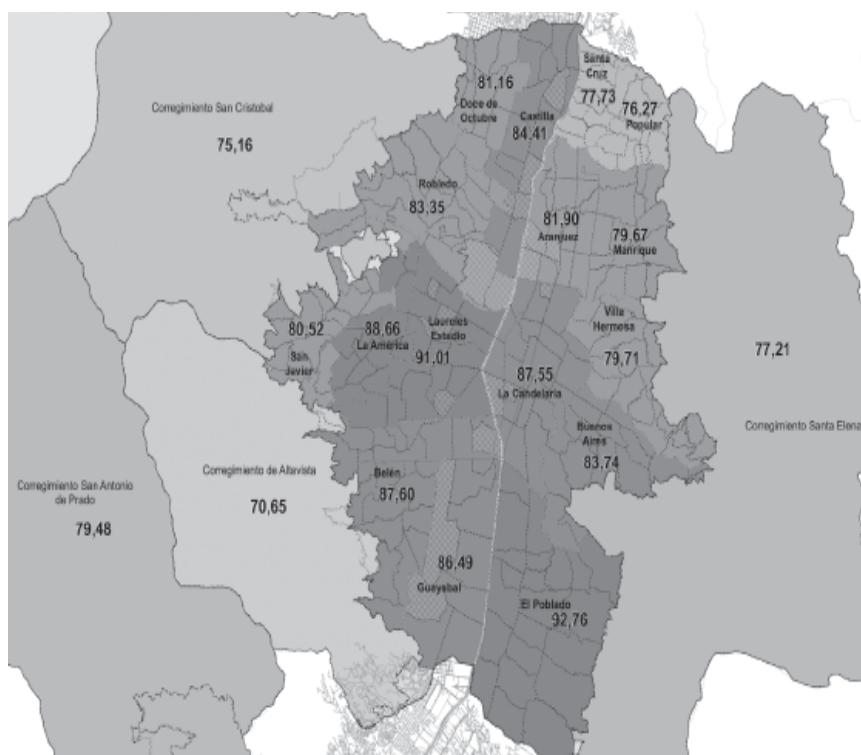 Santa
Cruz
77,73
76,27
Popular
81,16
Doce de
Octubre
Castilla
84,41
Corregimiento San Cristobal
75,16
Robledo
83,35
81,90
Aranjuez
79,67
Manrique
80,52
San
Javier
88,66
La América
Laureles
Estadio
91,01
Villa
Hermosa
79,71
87,55
La Candelaria
77,21
Corregimiento Santa Elena
Buenos
Aires
83,74
Corregimiento San Antonio
de Prado
79,48
Corregimiento de Altavista
70,65
Belén
87,60
86,49
Guayabal
El Poblado
92,76